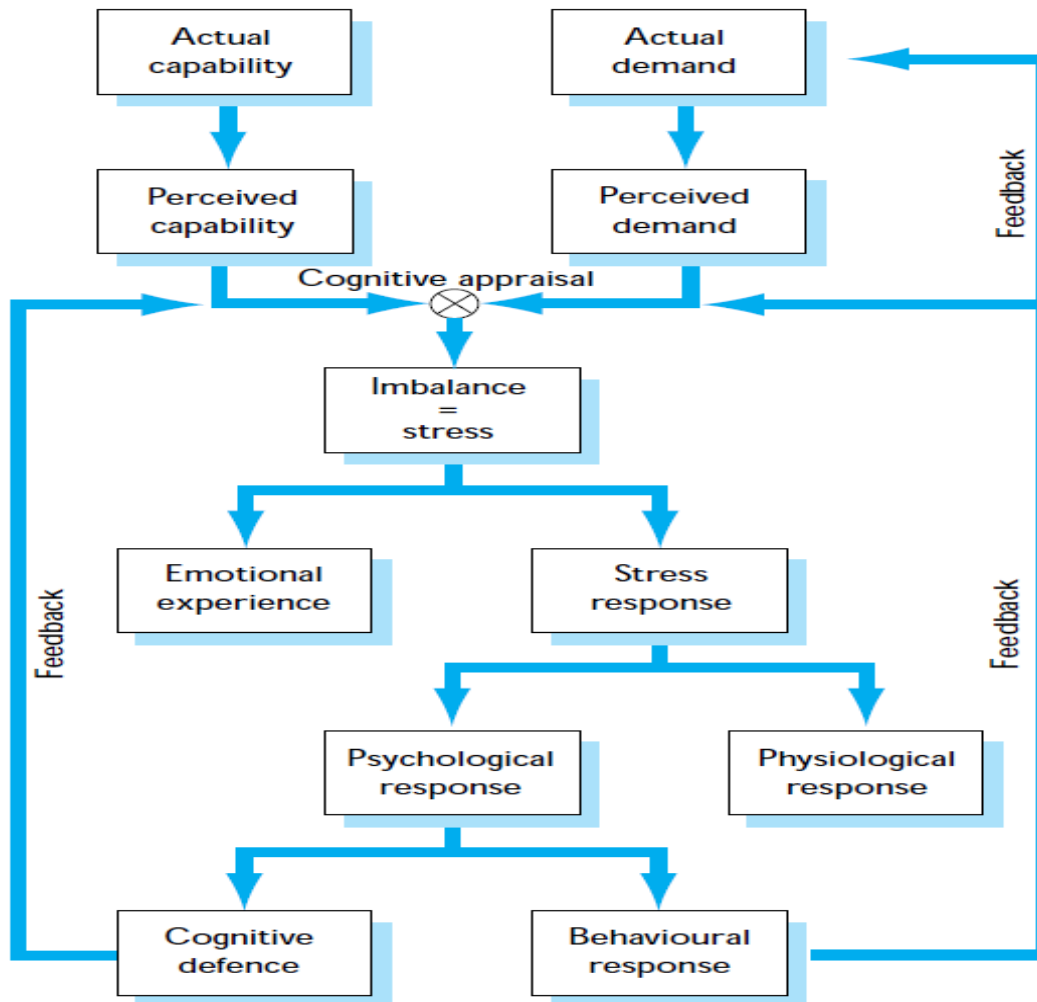 Actual
capability
Actual
demand
Perceived
capability
Perceived
demand
Feedback
Cognitive appraisal
Imbalance
=
stress
Emotional
experience
Stress
response
Feedback
Feedback
Psychological
response
Physiological
response
Cognitive
defence
Behavioural
response